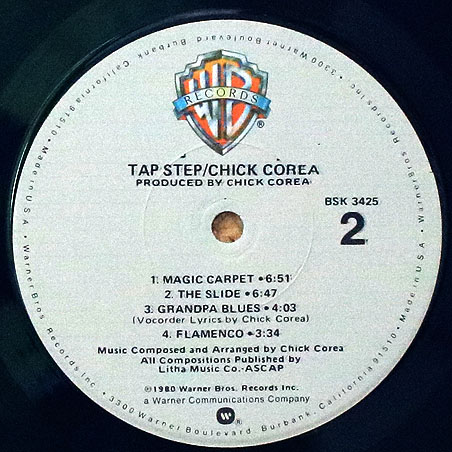 WB
RECORDS
®
TAP STEP/CHICK COREA
PRODUCED BY CHICK COREA
BSK 3425
2
1. MAGIC CARPET • 6:51
2. THE SLIDE • 6:47
3. GRANDPA BLUES • 4:03
(Vocorder Lyrics by Chick Corea)
4. FLAMENCO • 3:34
Music Composed and Arranged by Chick Corea
All Compositions Published by
Litha Music Co.-ASCAP
℗1980 Warner Bros. Records Inc.
a Warner Communications Company
W ®
Warner Bros. Records Inc. • 3300 Warner Boulevard, Burbank, California 91510 • Made in U.S.A. • Warner Bros. Records Inc. • 3300 Warner Boulevard, Burbank, California 91510 • Made in U.S.A. •